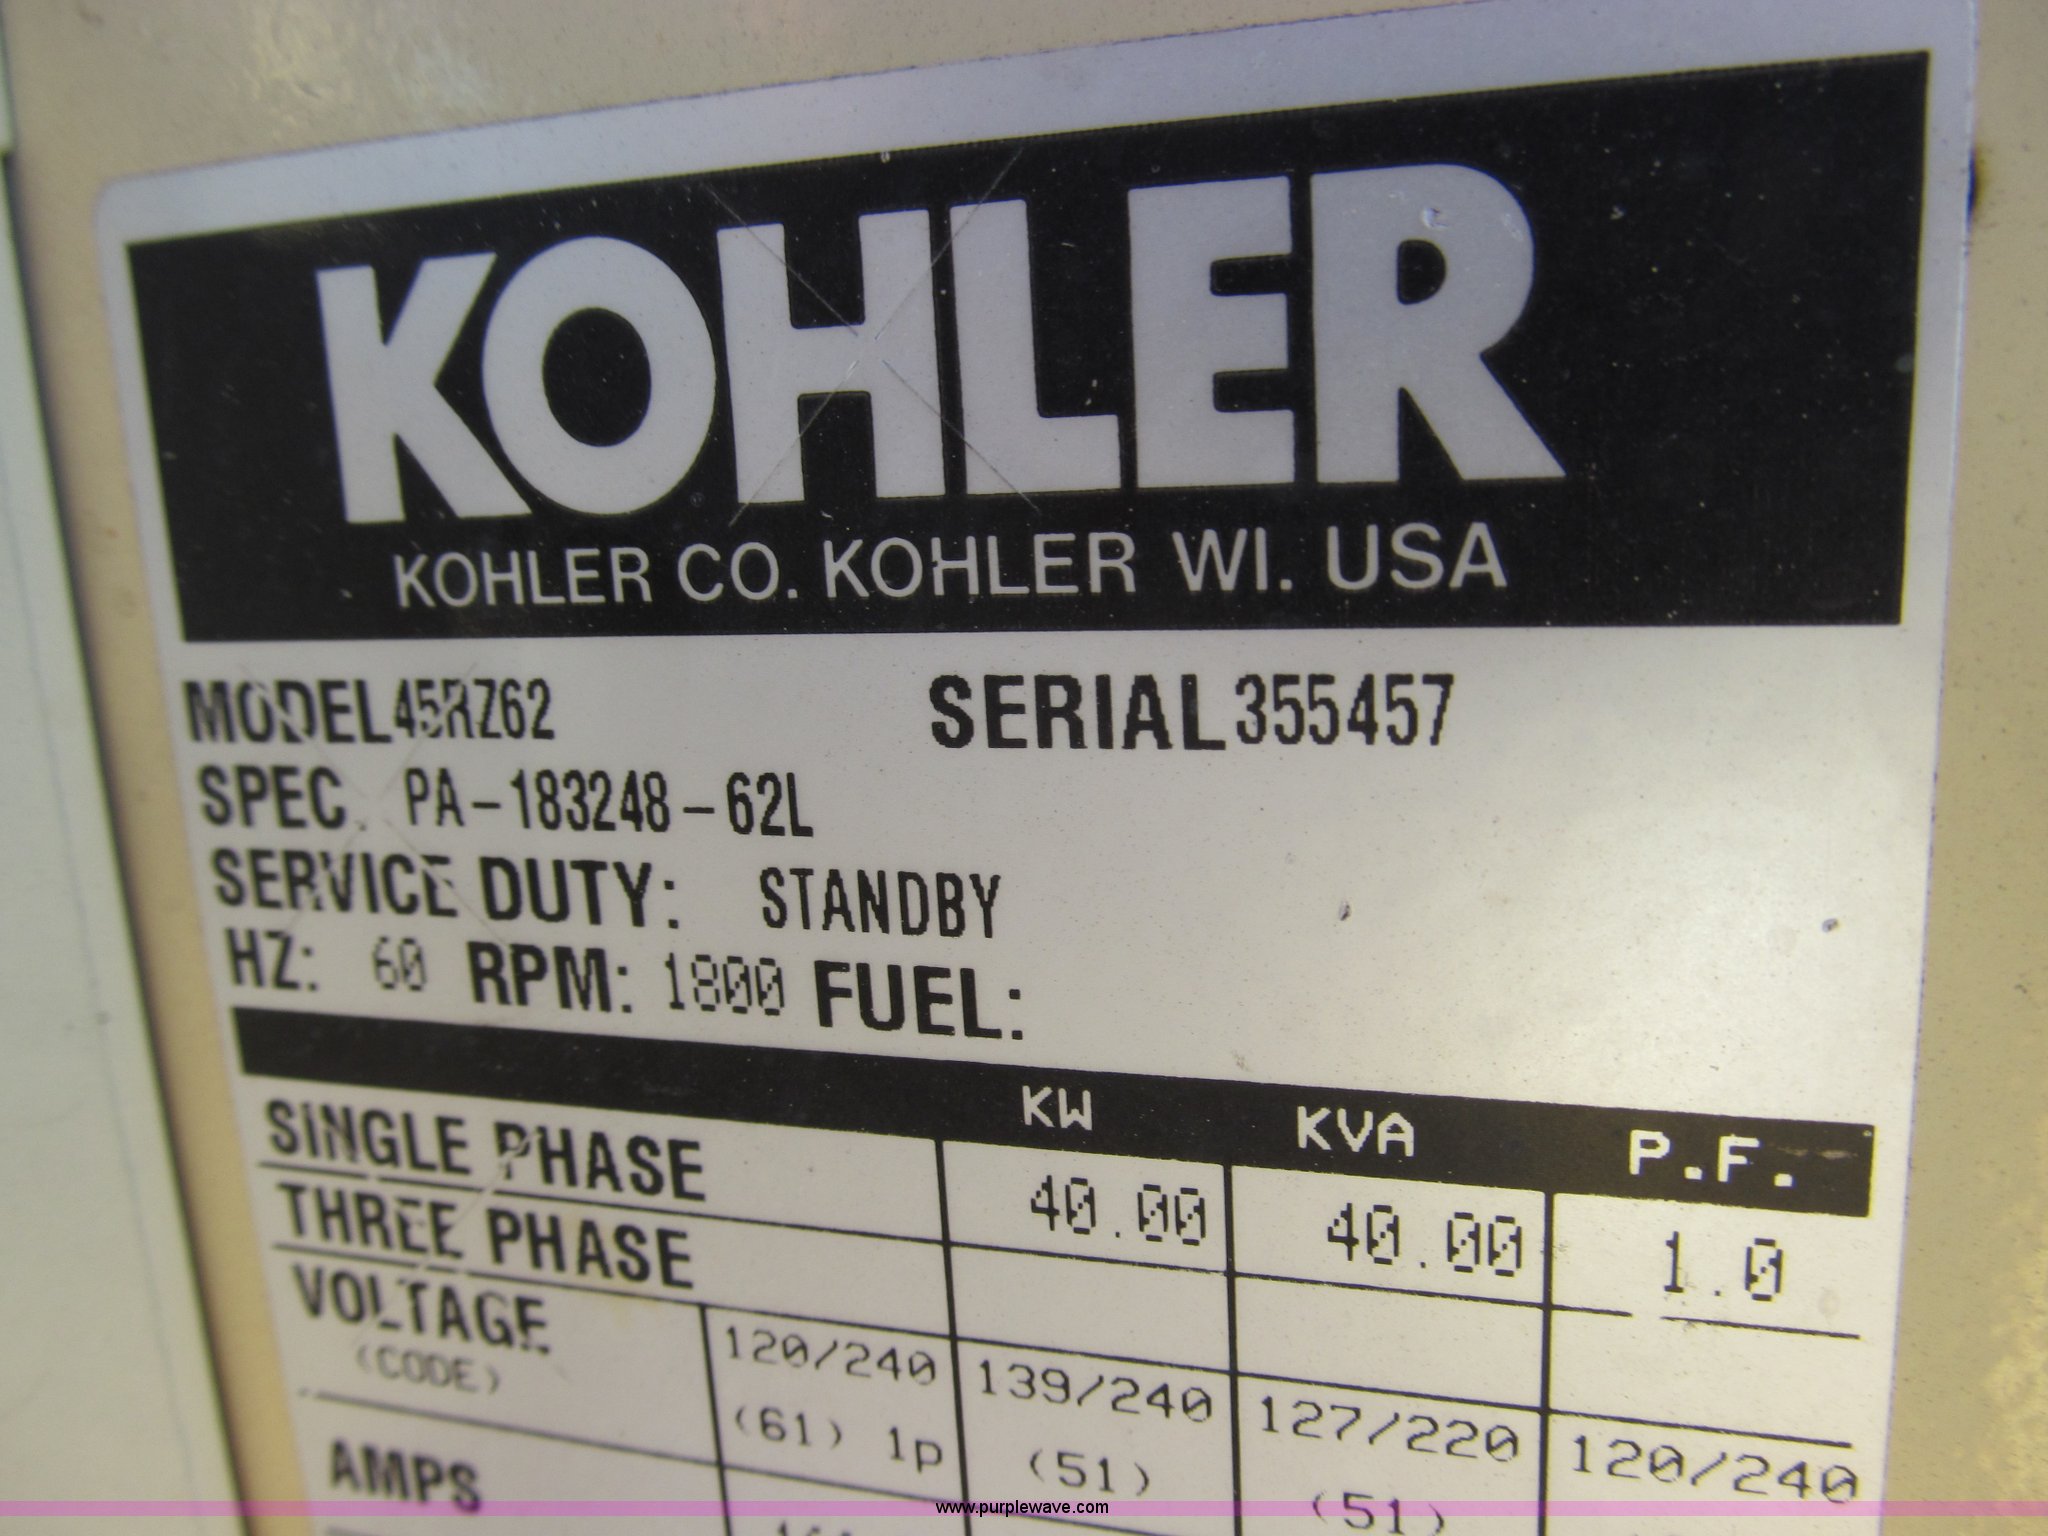 KOHLER
KOHLER CO. KOHLER WI. USA
MODEL 45RZ62 SERIAL 355457
SPEC. PA-183248-62L
SERVICE DUTY: STANDBY
HZ: 60 RPM: 1800 FUEL:
KW KVA P.F.
SINGLE PHASE 40.00 40.00 1.0
THREE PHASE
VOLTAGE 120/240 139/240 127/220 120/240
(CODE) (61) 1p (51) (51)
AMPS
www.purplewave.com